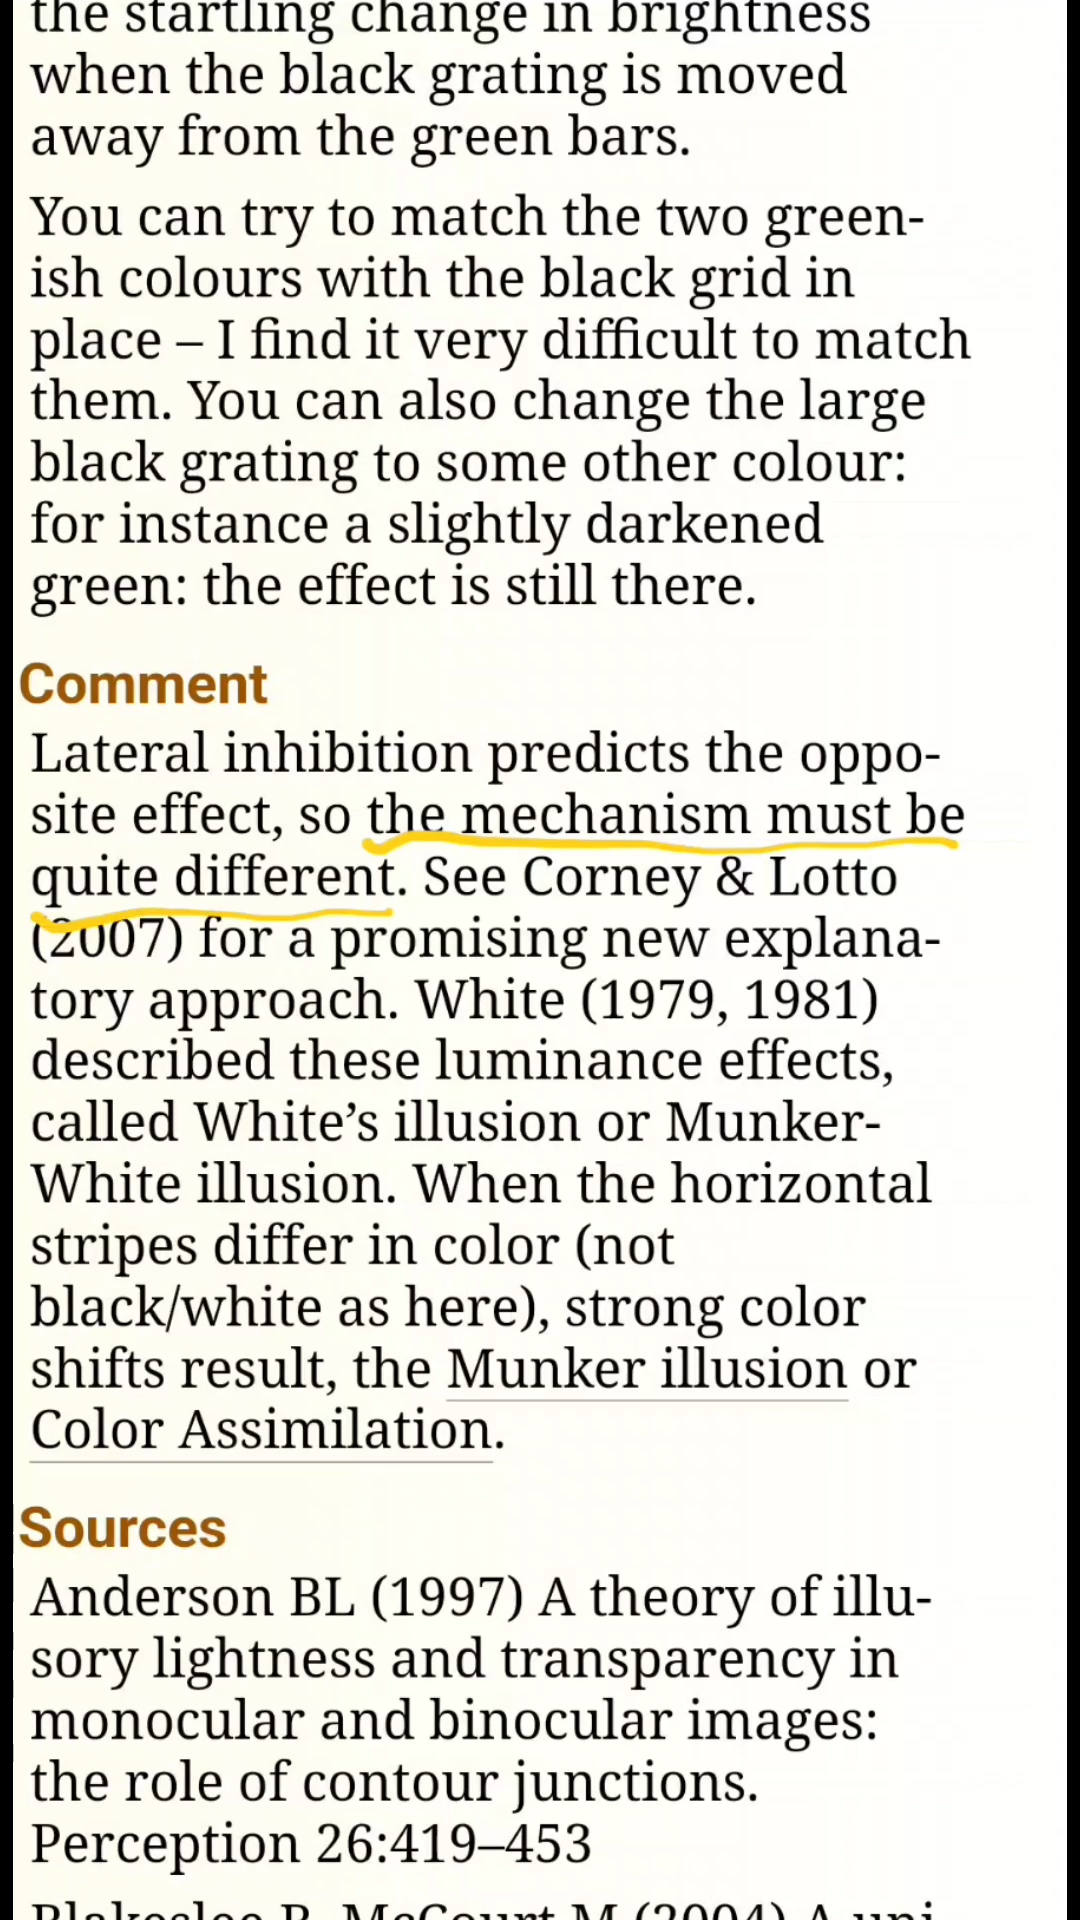 the startling change in brightness
when the black grating is moved
away from the green bars.
You can try to match the two green-
ish colours with the black grid in
place – I find it very difficult to match
them. You can also change the large
black grating to some other colour:
for instance a slightly darkened
green: the effect is still there.
Comment
Lateral inhibition predicts the oppo-
site effect, so the mechanism must be
quite different. See Corney & Lotto
(2007) for a promising new explana-
tory approach. White (1979, 1981)
described these luminance effects,
called White’s illusion or Munker-
White illusion. When the horizontal
stripes differ in color (not
black/white as here), strong color
shifts result, the Munker illusion or
Color Assimilation.
Sources
Anderson BL (1997) A theory of illu-
sory lightness and transparency in
monocular and binocular images:
the role of contour junctions.
Perception 26:419–453
Blakeslee B, McCourt M (2004) A uni-